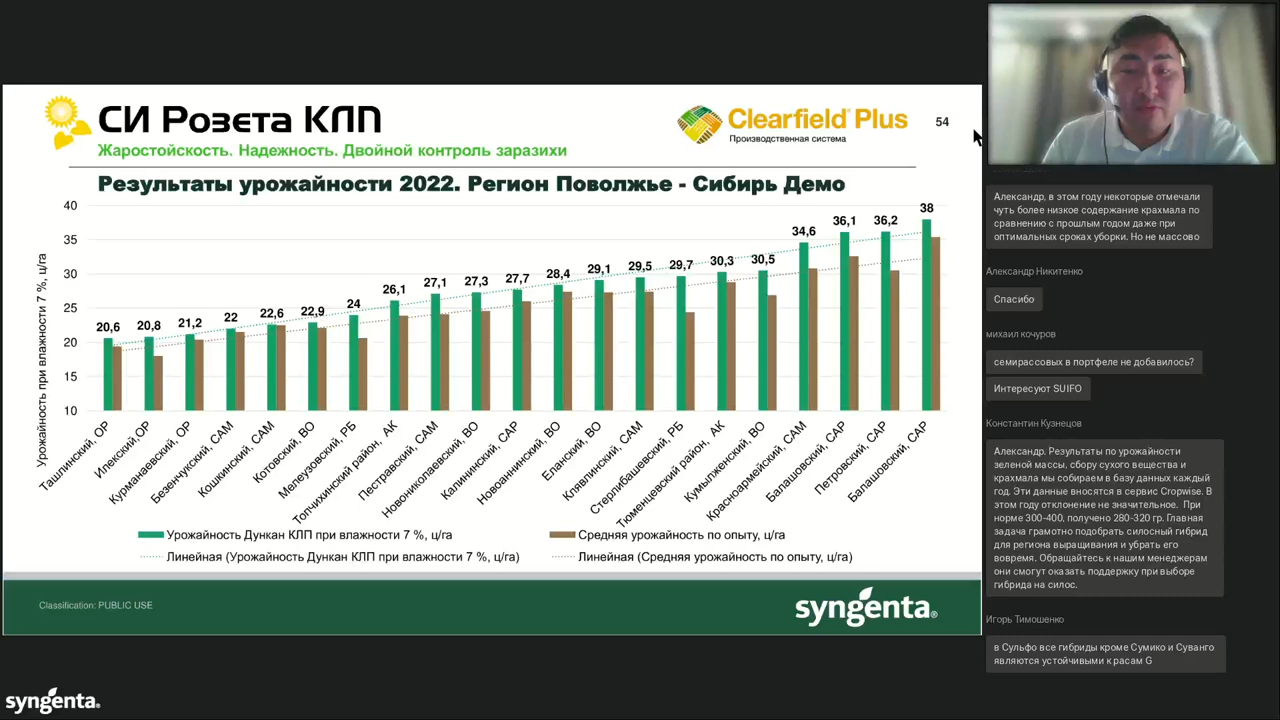 СИ Розєта КЛП
Жаростойскость. Надежность. Двойной контроль заразихи
Clearfield® Plus
Производственная система
54
Результаты урожайности 2022. Регион Поволжье - Сибирь Демо
Урожайность при влажности 7 %, ц/га
40
35
30
25
20
15
10
20,6
20,8
21,2
22
22,6
22,9
24
26,1
27,1
27,3
27,7
28,4
29,1
29,5
29,7
30,3
30,5
34,6
36,1
36,2
38
Ташлинский, ОР
Илекский,ОР
Курманаевский, ОР
Безенчукский, САМ
Кошкинский, САМ
Котовский, ВО
Мелеузовский, РБ
Топчихинский район, АК
Пестравский, САМ
Новониколаевский, ВО
Калининский, САР
Новоаннинский, ВО
Еланский, ВО
Клявлинский, САМ
Стерлибашевский, РБ
Тюменцевский район, АК
Кумылженский, ВО
Красноармейский, САМ
Балашовский, САР
Петровский, САР
Балашовский, САР
Урожайность Дункан КЛП при влажности 7 %, ц/га
Средняя урожайность по опыту, ц/га
Линейная (Урожайность Дункан КЛП при влажности 7 %, ц/га)
Линейная (Средняя урожайность по опыту, ц/га)
Classification: PUBLIC USE
syngenta®
syngenta.
Александр, в этом году некоторые отмечали
чуть более низкое содержание крахмала по
сравнению с прошлым годом даже при
оптимальных сроках уборки. Но не массово
Александр Никитенко
Спасибо
михаил кочуров
семирассовых в портфеле не добавилось?
Интересуют SUIFO
Константин Кузнецов
Александр. Результаты по урожайности
зеленой массы, сбору сухого вещества и
крахмала мы собираем в базу данных каждый
год. Эти данные вносятся в сервис Cropwise. В
этом году отклонение не значительное. При
норме 300-400, получено 280-320 гр. Главная
задача грамотно подобрать силосный гибрид
для региона выращивания и убрать его
вовремя. Обращайтесь к нашим менеджерам
они смогут оказать поддержку при выборе
гибрида на силос.
Игорь Тимошенко
в Сульфо все гибриды кроме Сумико и Суванго
являются устойчивыми к расам G